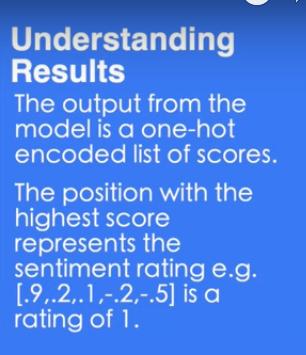 Understanding
Results
The output from the
model is a one-hot
encoded list of scores.
The position with the
highest score
represents the
sentiment rating e.g.
[.9,.2,.1,-.2,-.5] is a
rating of 1.